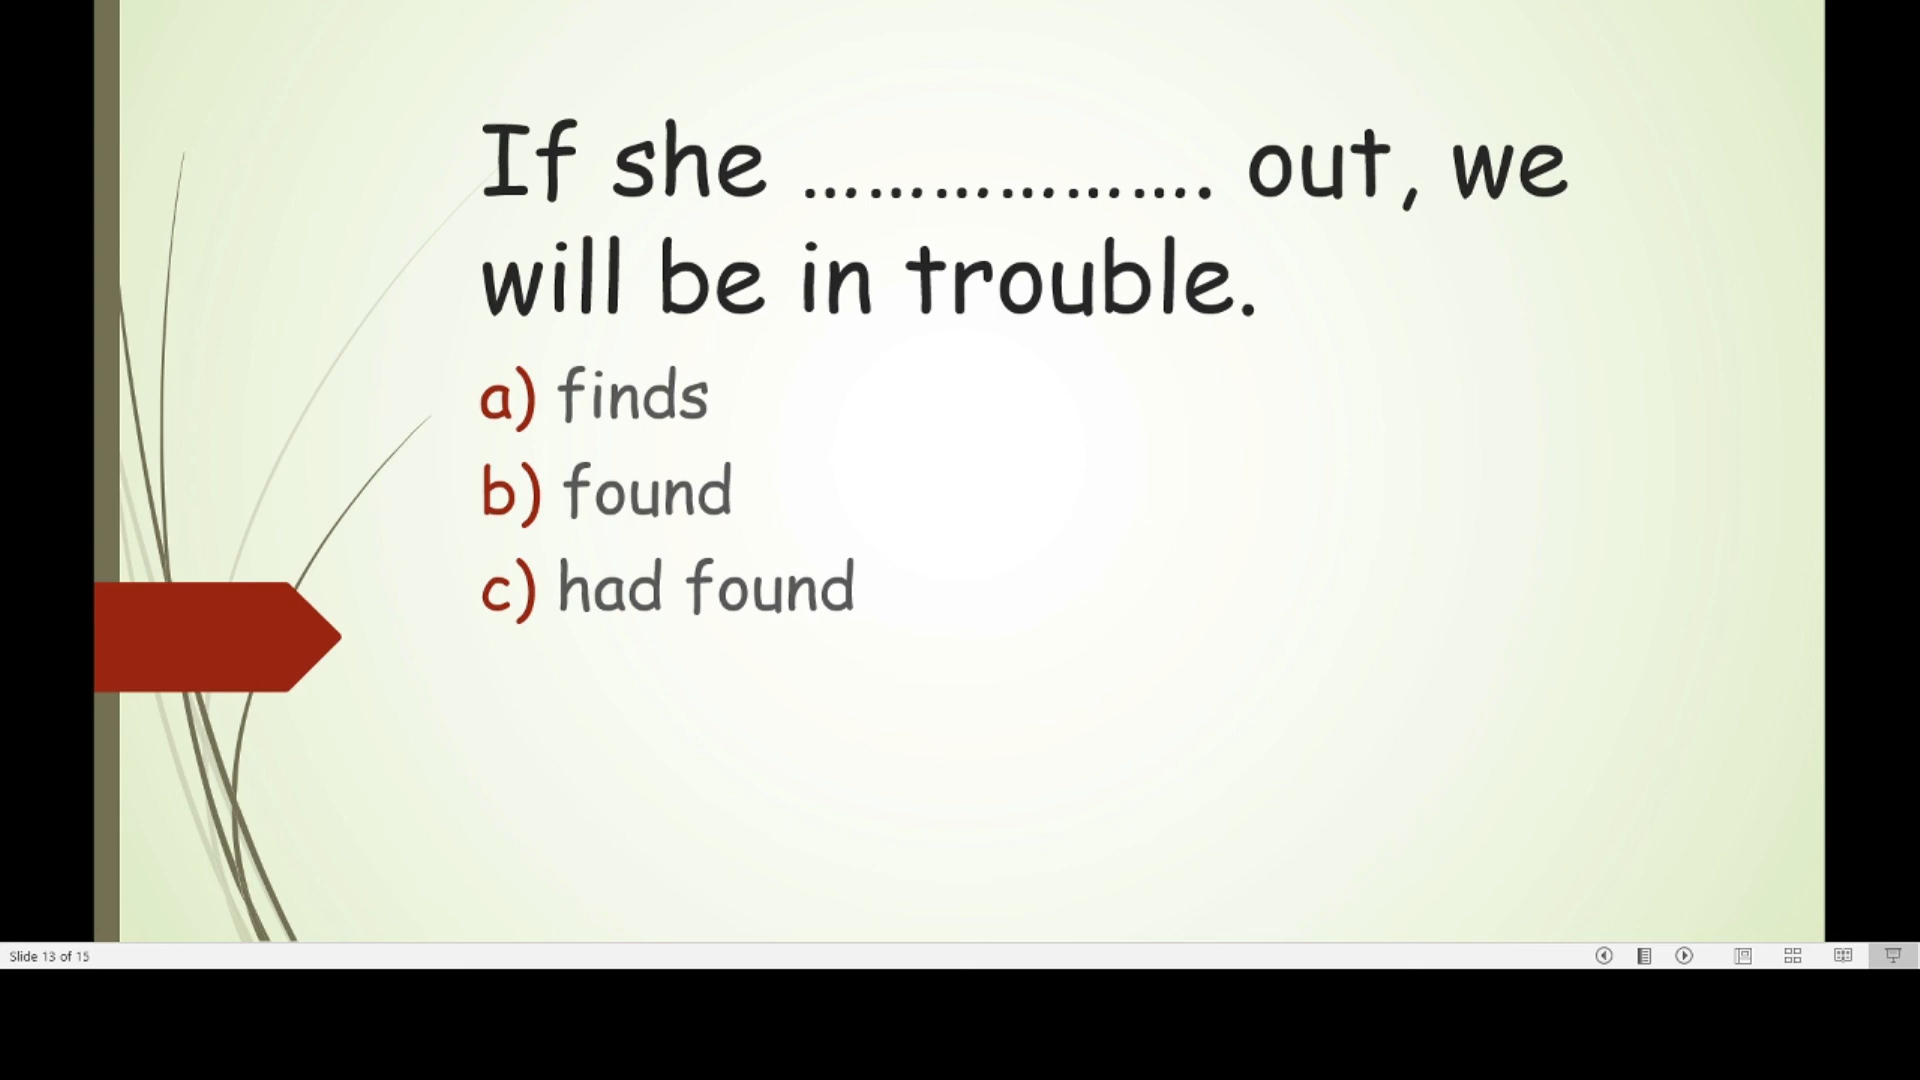 If she ……………….. out, we
will be in trouble.
a) finds
b) found
c) had found
Slide 13 of 15